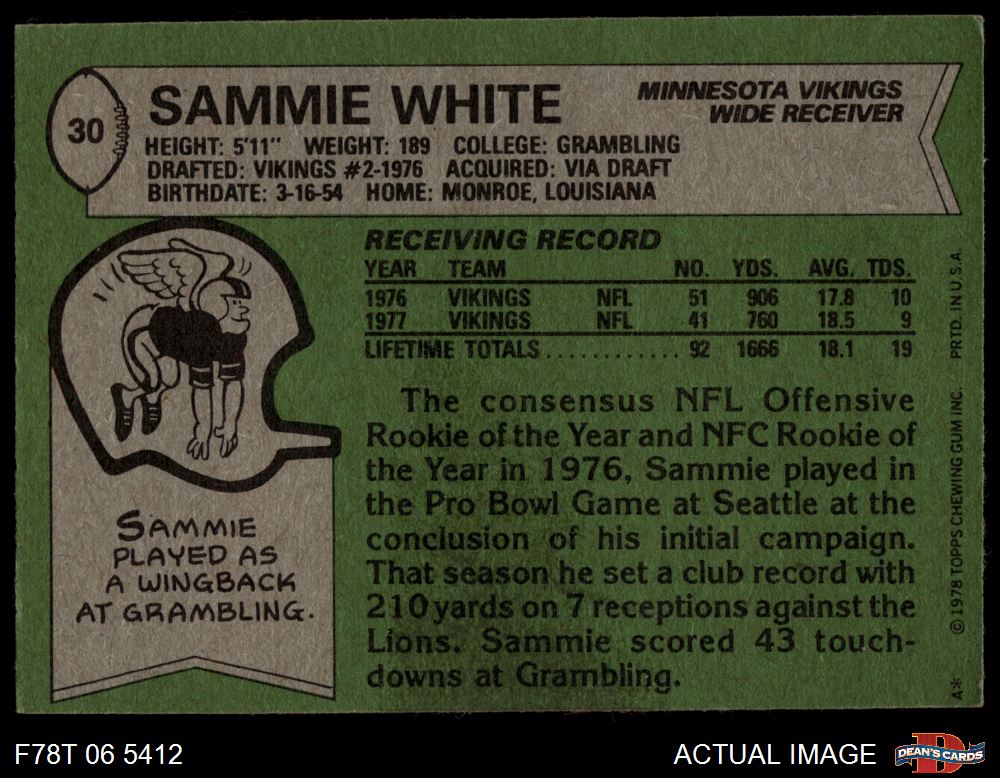 30
SAMMIE WHITE
MINNESOTA VIKINGS
WIDE RECEIVER
HEIGHT: 5'11" WEIGHT: 189 COLLEGE: GRAMBLING
DRAFTED: VIKINGS #2-1976 ACQUIRED: VIA DRAFT
BIRTHDATE: 3-16-54 HOME: MONROE, LOUISIANA
RECEIVING RECORD
YEAR TEAM NO. YDS. AVG. TDS.
1976 VIKINGS NFL 51 906 17.8 10
1977 VIKINGS NFL 41 760 18.5 9
LIFETIME TOTALS............ 92 1666 18.1 19
The consensus NFL Offensive
Rookie of the Year and NFC Rookie of
the Year in 1976, Sammie played in
the Pro Bowl Game at Seattle at the
conclusion of his initial campaign.
That season he set a club record with
210 yards on 7 receptions against the
Lions. Sammie scored 43 touch-
downs at Grambling.
SAMMIE
PLAYED AS
A WINGBACK
AT GRAMBLING.
A* © 1978 TOPPS CHEWING GUM INC. PRTD. IN U.S.A.
F78T 06 5412
ACTUAL IMAGE
D
DEAN'S CARDS